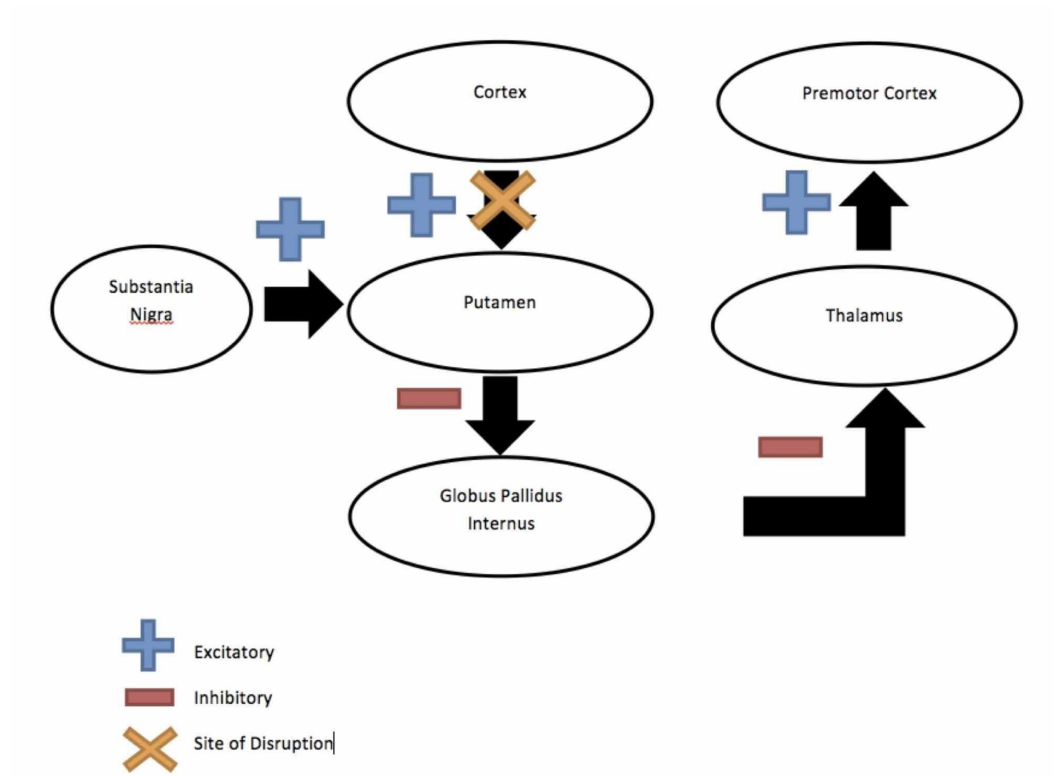 Cortex
Premotor Cortex
Substantia
Nigra
Putamen
Thalamus
Globus Pallidus
Internus
Excitatory
Inhibitory
Site of Disruption